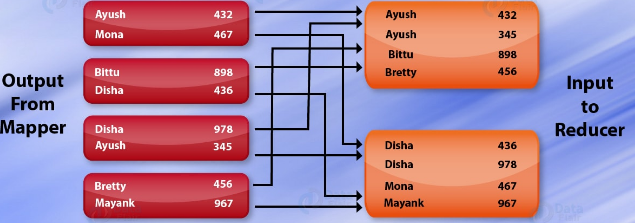 Output
From
Mapper
Ayush 432
Mona 467
Bittu 898
Disha 436
Disha 978
Ayush 345
Bretty 456
Mayank 967
Ayush 432
Ayush 345
Bittu 898
Bretty 456
Disha 436
Disha 978
Mona 467
Mayank 967
Input
to
Reducer